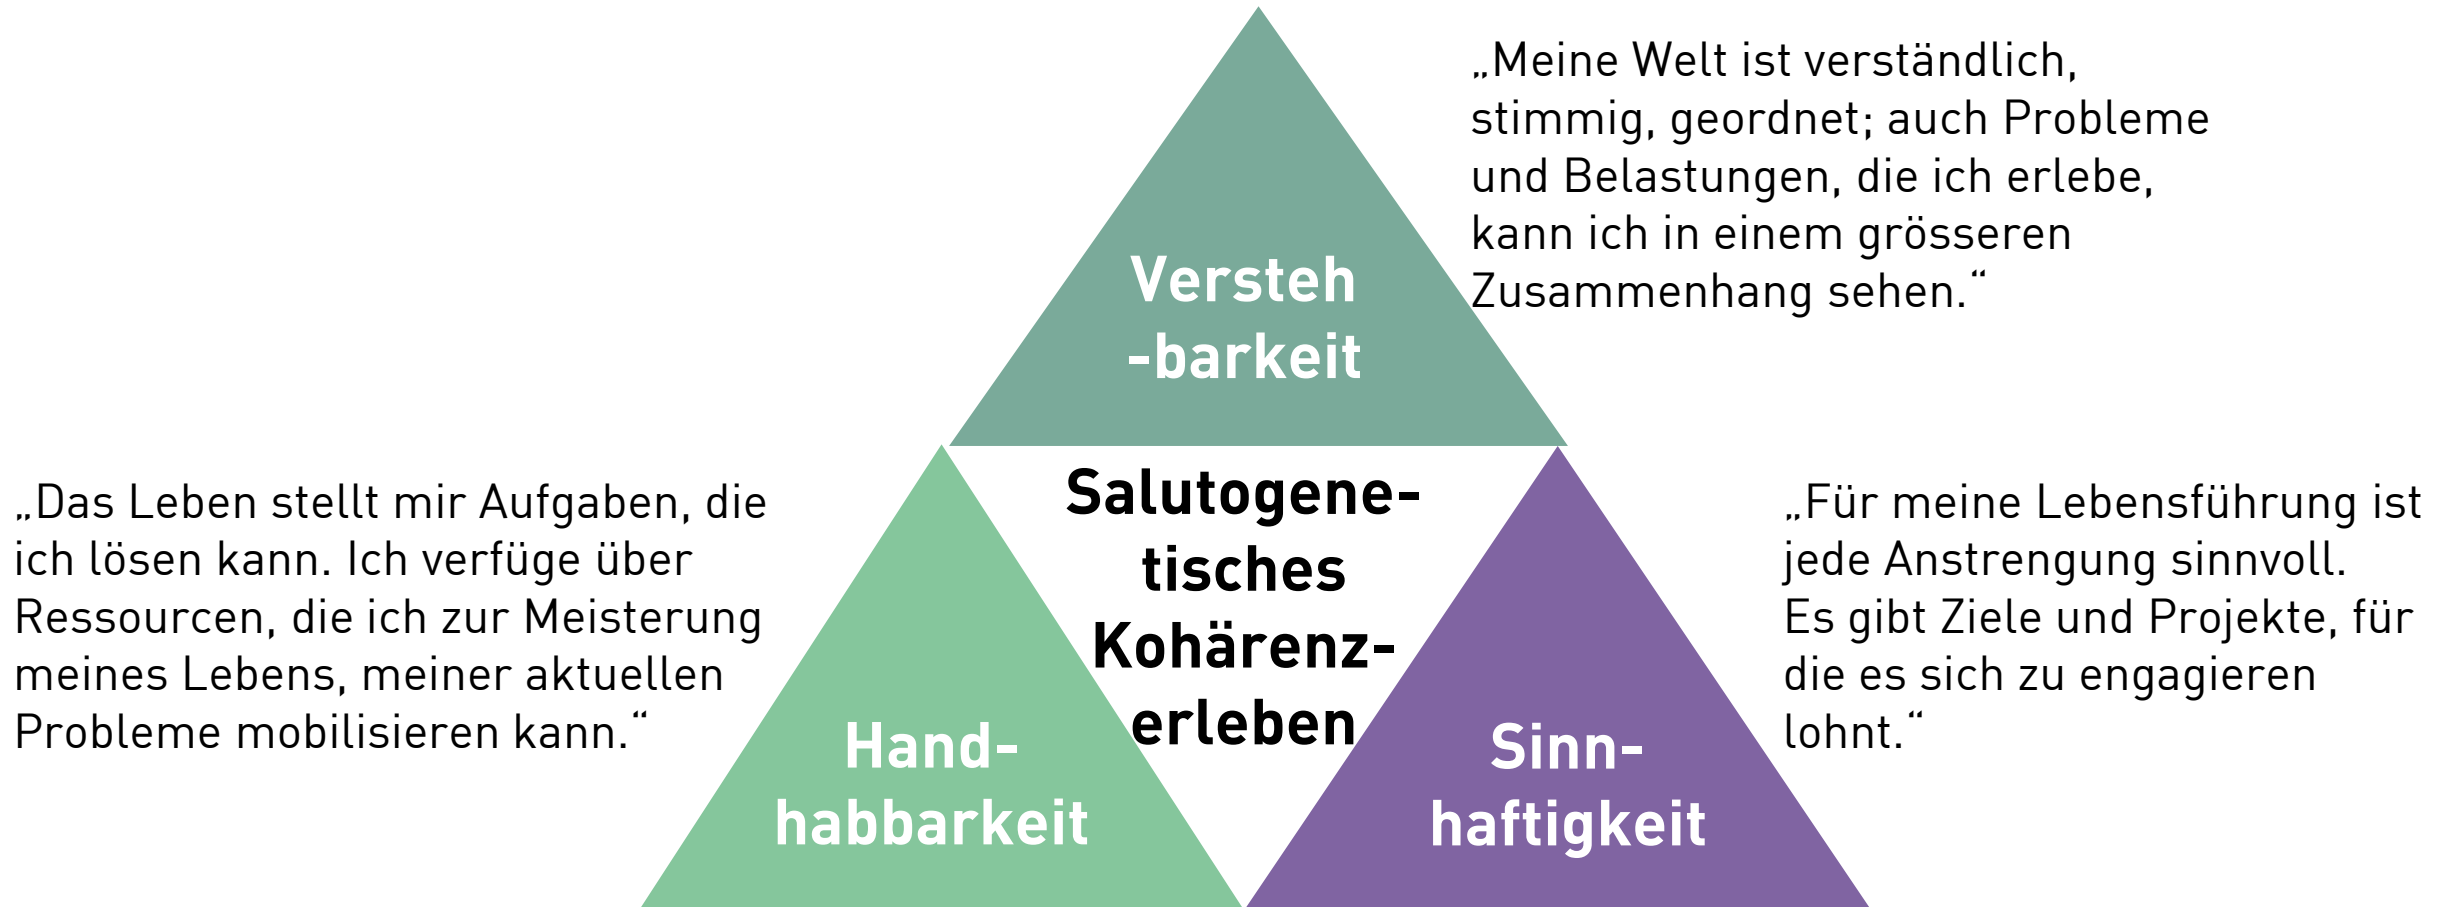 „Meine Welt ist verständlich,
stimmig, geordnet; auch Probleme
und Belastungen, die ich erlebe,
kann ich in einem grösseren
Zusammenhang sehen.“
Versteh
-barkeit
„Das Leben stellt mir Aufgaben, die
ich lösen kann. Ich verfüge über
Ressourcen, die ich zur Meisterung
meines Lebens, meiner aktuellen
Probleme mobilisieren kann.“
Salutogene-
tisches
Kohärenz-
erleben
„Für meine Lebensführung ist
jede Anstrengung sinnvoll.
Es gibt Ziele und Projekte, für
die es sich zu engagieren
lohnt.“
Hand-
habbarkeit
Sinn-
haftigkeit